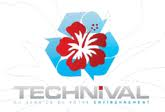 TECHNIVAL
AU SERVICE DE VOTRE ENVIRONNEMENT